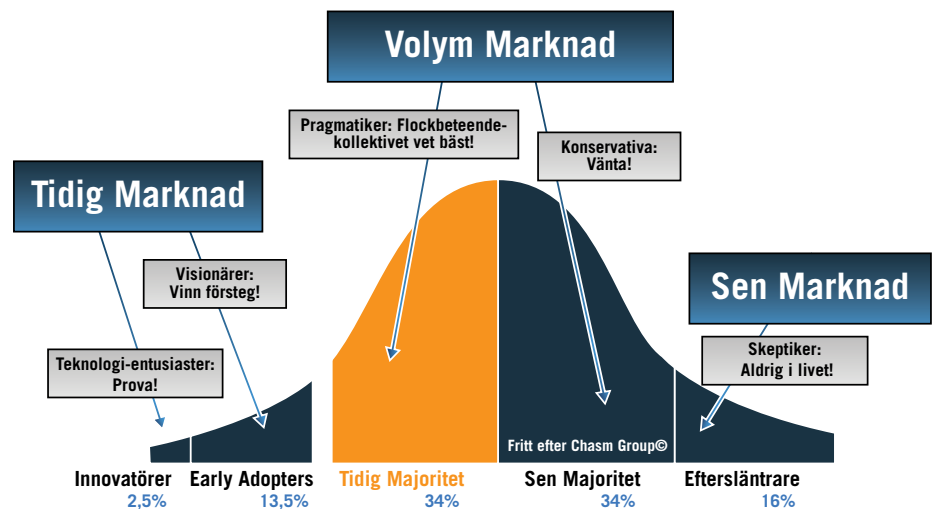 Volym Marknad
Pragmatiker: Flockbeteende-
kollektivet vet bäst!
Konservativa:
Vänta!
Tidig Marknad
Visionärer:
Vinn försteg!
Teknologi-entusiaster:
Prova!
Sen Marknad
Skeptiker:
Aldrig i livet!
Fritt efter Chasm Group©
Innovatörer
2,5%
Early Adopters
13,5%
Tidig Majoritet
34%
Sen Majoritet
34%
Eftersläntrare
16%